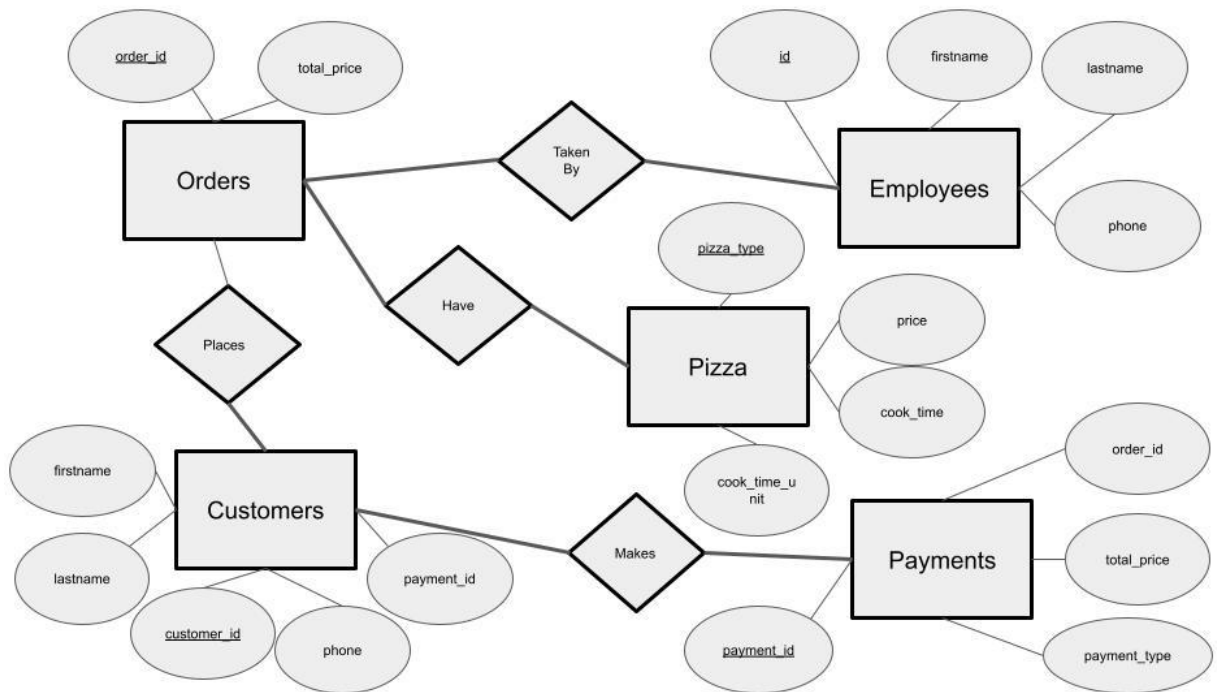 order_id
total_price
id
firstname
lastname
Orders
Taken
By
Employees
pizza_type
phone
Have
price
Places
Pizza
cook_time
firstname
cook_time_u
nit
order_id
Customers
Makes
Payments
total_price
lastname
payment_id
customer_id
phone
payment_id
payment_type